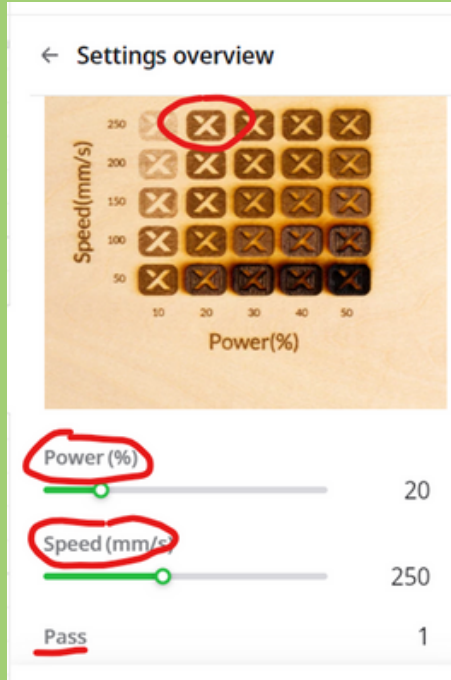 ← Settings overview
Speed(mm/s)
250
200
150
100
50
10 20 30 40 50
Power(%)
Power (%)
20
Speed (mm/s)
250
Pass 1